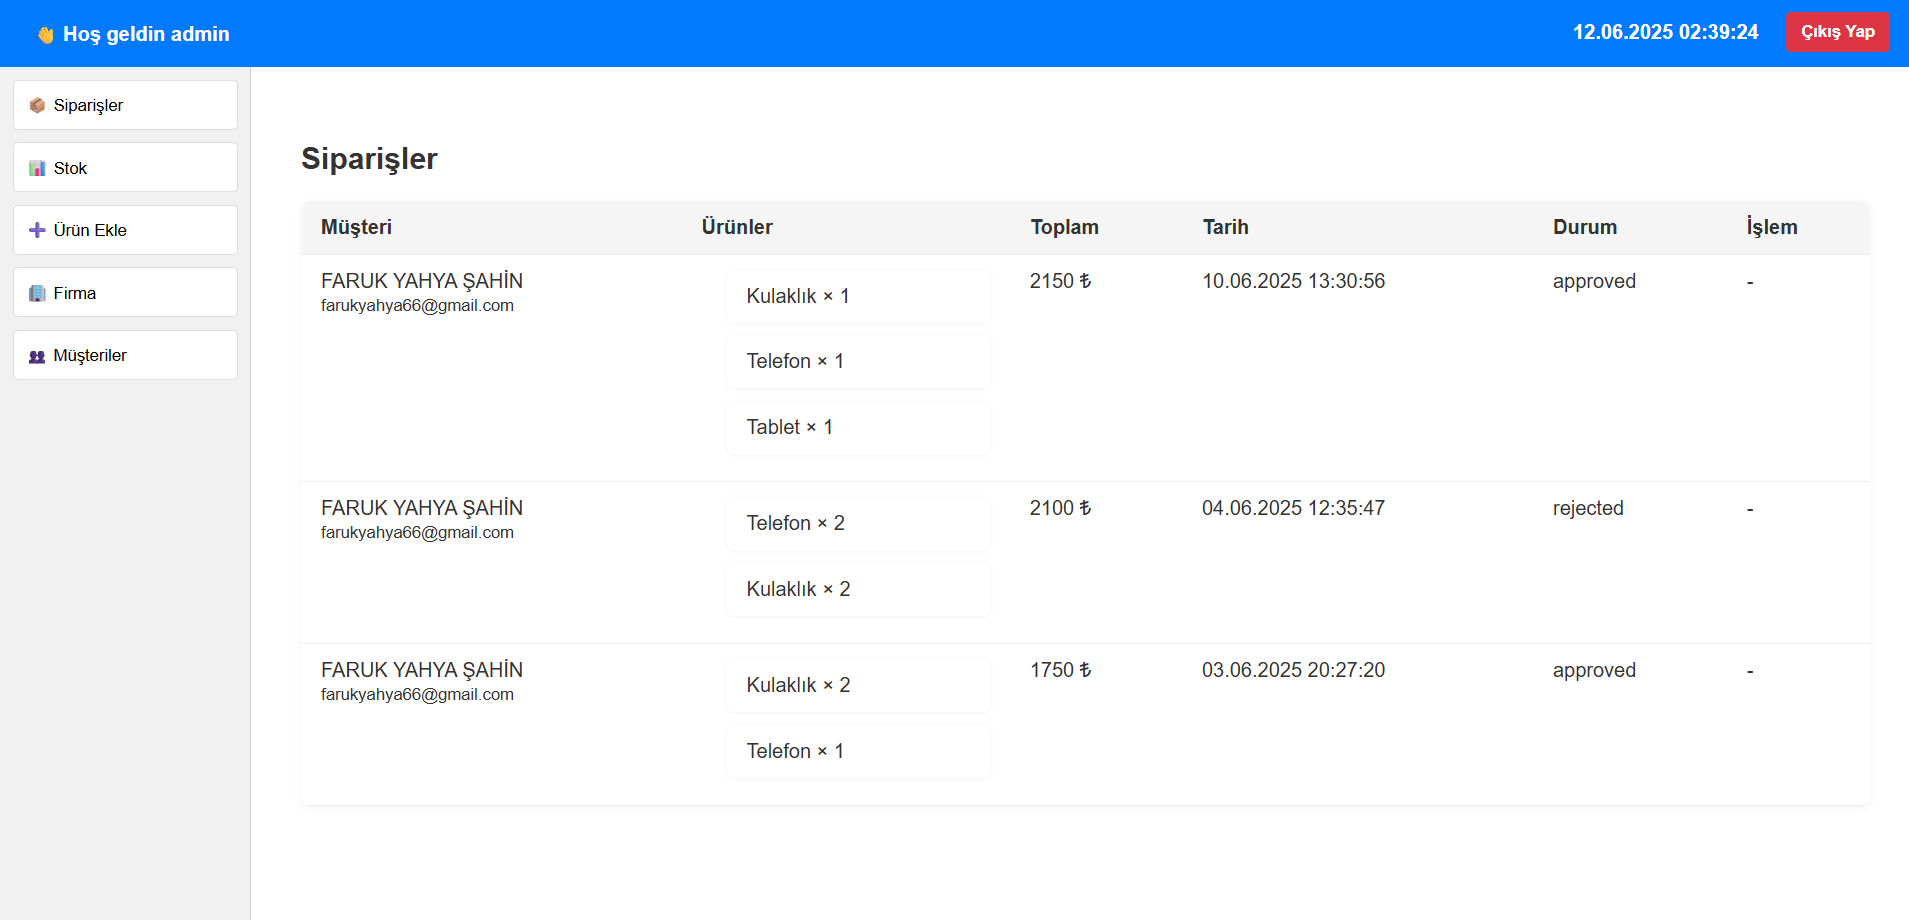 👋 Hoş geldin admin
12.06.2025 02:39:24
Çıkış Yap
📦 Siparişler
📊 Stok
➕ Ürün Ekle
🏢 Firma
👥 Müşteriler
Siparişler
Müşteri Ürünler Toplam Tarih Durum İşlem
FARUK YAHYA ŞAHİN
farukyahya66@gmail.com
Kulaklık × 1
Telefon × 1
Tablet × 1
2150 ₺
10.06.2025 13:30:56
approved
-
FARUK YAHYA ŞAHİN
farukyahya66@gmail.com
Telefon × 2
Kulaklık × 2
2100 ₺
04.06.2025 12:35:47
rejected
-
FARUK YAHYA ŞAHİN
farukyahya66@gmail.com
Kulaklık × 2
Telefon × 1
1750 ₺
03.06.2025 20:27:20
approved
-